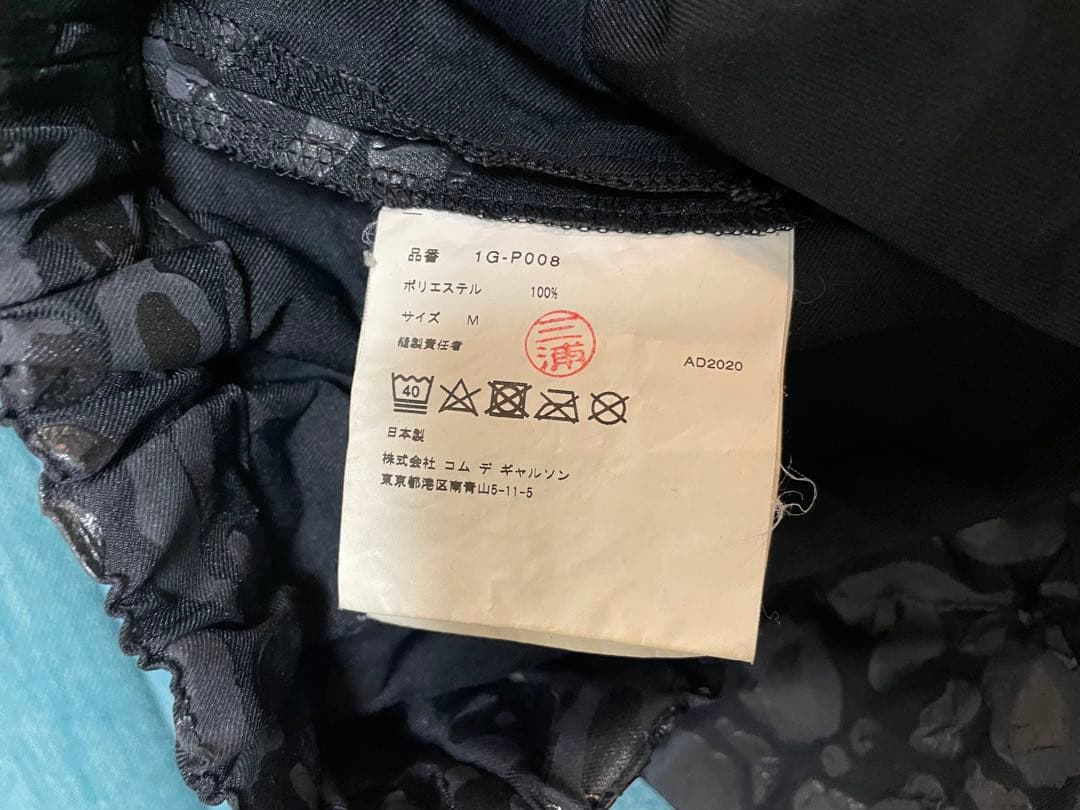 品番 1G-P008
ポリエステル 100%
サイズ M
縫製責任者 三浦
AD2020
40
日本製
株式会社 コム デ ギャルソン
東京都港区南青山5-11-5